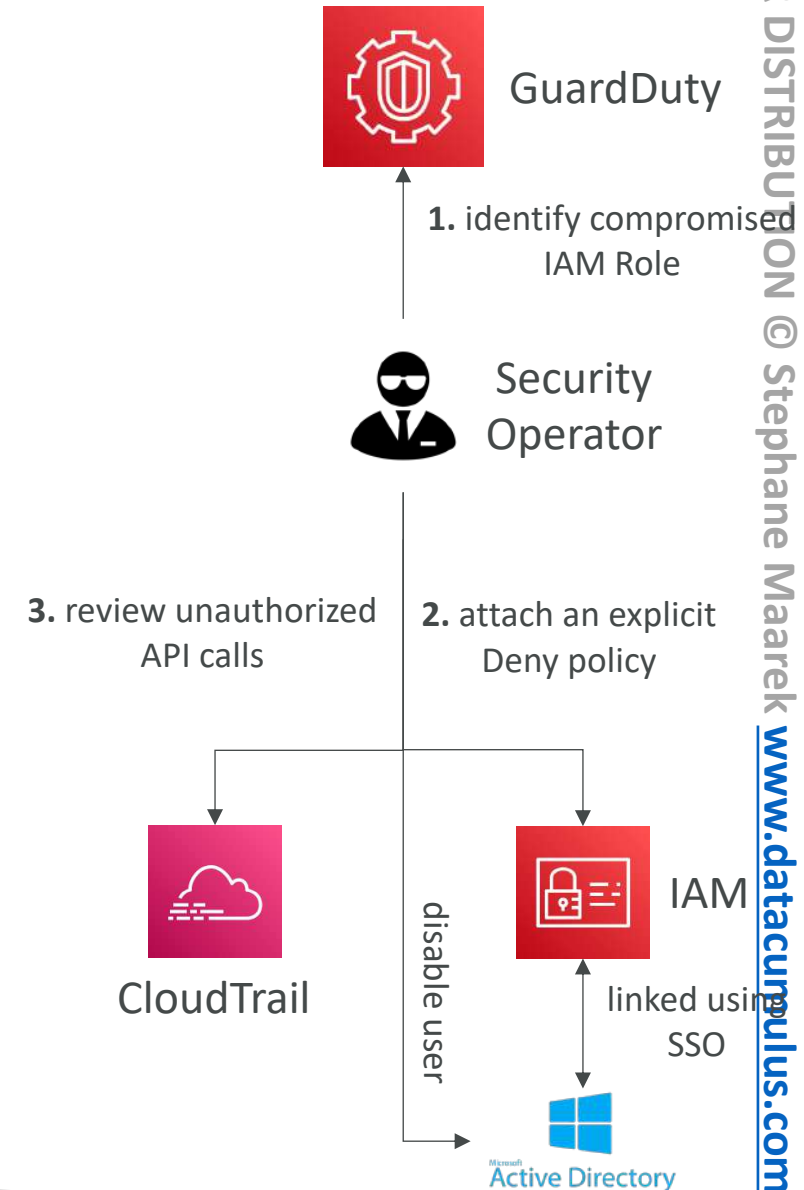 GuardDuty
1. identify compromised
IAM Role
Security
Operator
3. review unauthorized
API calls
2. attach an explicit
Deny policy
CloudTrail
disable user
IAM
linked using
SSO
Microsoft
Active Directory
DISTRIBUTION © Stephane Maarek www.datacumulus.com